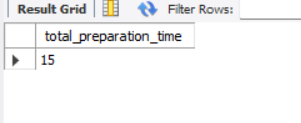 Result Grid Filter Rows:
total_preparation_time
15